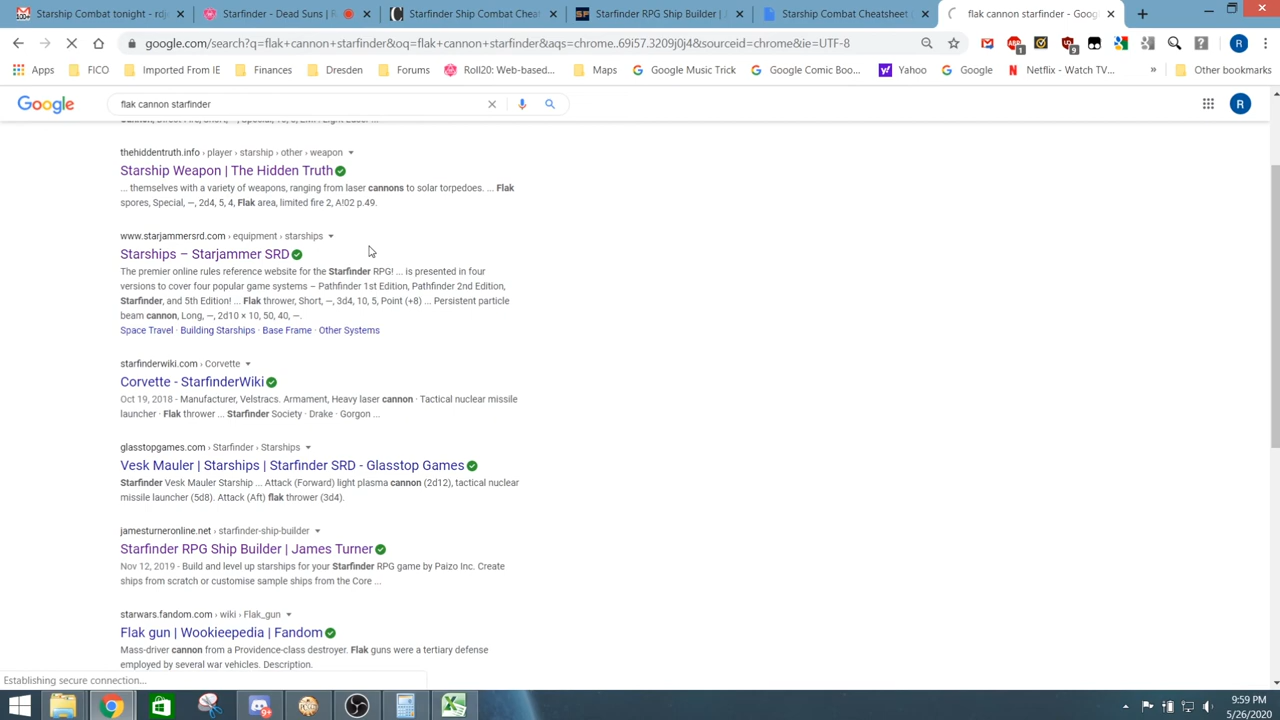 Starship Combat tonight - rdj
Starfinder - Dead Suns | R
Starfinder Ship Combat Cheat
Starfinder RPG Ship Builder | J
Starship Combat Cheatsheet
flak cannon starfinder - Goog
google.com/search?q=flak+cannon+starfinder&oq=flak+cannon+starfinder&aqs=chrome..69i57.3209j0j4&sourceid=chrome&ie=UTF-8
Apps FICO Imported From IE Finances Dresden Forums Roll20: Web-based... Maps Google Music Trick Google Comic Boo... Yahoo Google Netflix - Watch TV... » Other bookmarks
Google flak cannon starfinder
thehiddentruth.info › player › starship › other › weapon
Starship Weapon | The Hidden Truth
... themselves with a variety of weapons, ranging from laser cannons to solar torpedoes. ... Flak
spores, Special, –, 2d4, 5, 4, Flak area, limited fire 2, A!02 p.49.
www.starjammersrd.com › equipment › starships
Starships – Starjammer SRD
The premier online rules reference website for the Starfinder RPG! ... is presented in four
versions to cover four popular game systems – Pathfinder 1st Edition, Pathfinder 2nd Edition,
Starfinder, and 5th Edition! ... Flak thrower, Short, –, 3d4, 10, 5, Point (+8) ... Persistent particle
beam cannon, Long, –, 2d10 × 10, 50, 40, –.
Space Travel · Building Starships · Base Frame · Other Systems
starfinderwiki.com › Corvette
Corvette - StarfinderWiki
Oct 19, 2018 - Manufacturer, Velstracs. Armament, Heavy laser cannon · Tactical nuclear missile
launcher · Flak thrower ... Starfinder Society · Drake · Gorgon ...
glasstopgames.com › Starfinder › Starships
Vesk Mauler | Starships | Starfinder SRD - Glasstop Games
Starfinder Vesk Mauler Starship ... Attack (Forward) light plasma cannon (2d12), tactical nuclear
missile launcher (5d8). Attack (Aft) flak thrower (3d4).
jamesturneronline.net › starfinder-ship-builder
Starfinder RPG Ship Builder | James Turner
Nov 12, 2019 - Build and level up starships for your Starfinder RPG game by Paizo Inc. Create
ships from scratch or customise sample ships from the Core ...
starwars.fandom.com › wiki › Flak_gun
Flak gun | Wookieepedia | Fandom
Mass-driver cannon from a Providence-class destroyer. Flak guns were a tertiary defense
employed by several war vehicles. Description.
Establishing secure connection...
9:59 PM
5/26/2020